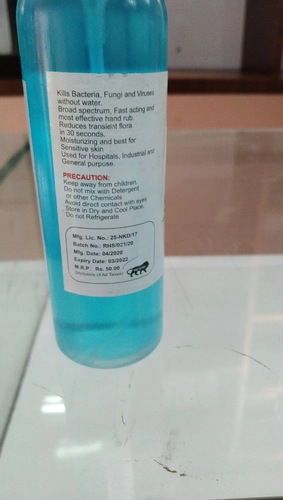 Kills Bacteria, Fungi and Viruses
without water.
Broad spectrum, Fast acting and
most effective hand rub.
Reduces transient flora
in 30 seconds.
Moisturizing and best for
Sensitive skin
Used for Hospitals, Industrial and
General purpose.
PRECAUTION:
Keep away from children.
Do not mix with Detergent
or other Chemicals
Avoid direct contact with eyes
Store in Dry and Cool Place.
Do not Refrigerate
Mfg. Lic. No.: 25-NKD/17
Batch No.: RHS/021/20
Mfg. Date: 04/2020
Expiry Date: 03/2022
M.R.P. Rs. 50.00
(Inclusive of All Taxes)